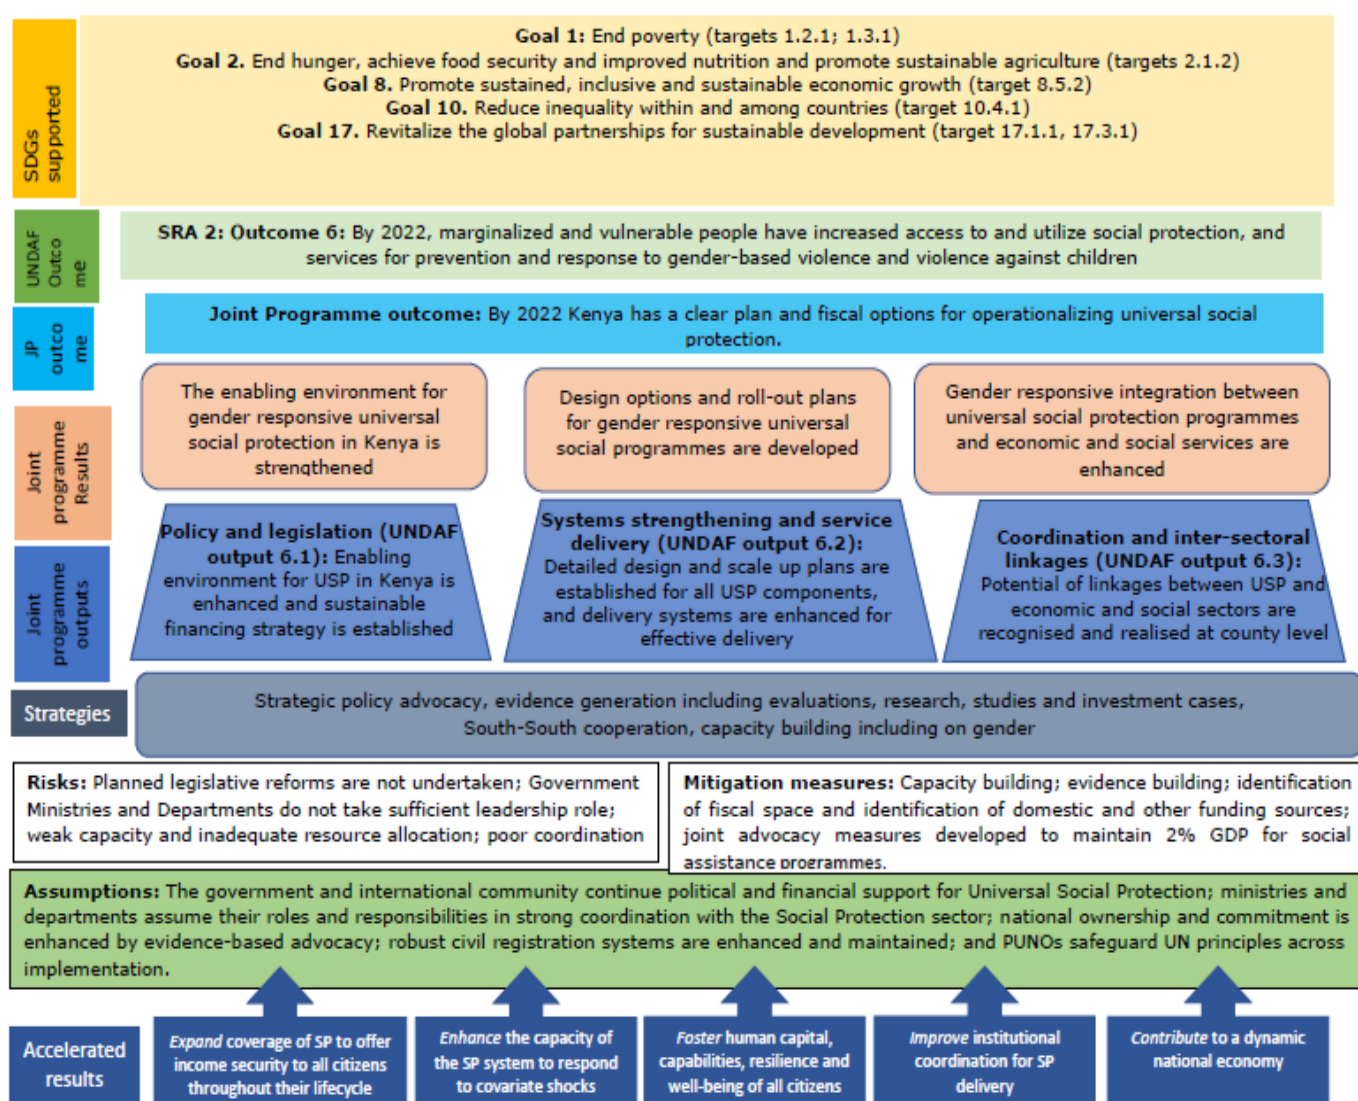 SDGs
supported
Goal 1: End poverty (targets 1.2.1; 1.3.1)
Goal 2. End hunger, achieve food security and improved nutrition and promote sustainable agriculture (targets 2.1.2)
Goal 8. Promote sustained, inclusive and sustainable economic growth (target 8.5.2)
Goal 10. Reduce inequality within and among countries (target 10.4.1)
Goal 17. Revitalize the global partnerships for sustainable development (target 17.1.1, 17.3.1)
UNDAF
Outco
me
SRA 2: Outcome 6: By 2022, marginalized and vulnerable people have increased access to and utilize social protection, and
services for prevention and response to gender-based violence and violence against children
JP
outco
me
Joint Programme outcome: By 2022 Kenya has a clear plan and fiscal options for operationalizing universal social
protection.
Joint
programme
Results
The enabling environment for
gender responsive universal
social protection in Kenya is
strengthened
Design options and roll-out plans
for gender responsive universal
social programmes are developed
Gender responsive integration between
universal social protection programmes
and economic and social services are
enhanced
Joint
programme
outputs
Policy and legislation (UNDAF
output 6.1): Enabling
environment for USP in Kenya is
enhanced and sustainable
financing strategy is established
Systems strengthening and service
delivery (UNDAF output 6.2):
Detailed design and scale up plans are
established for all USP components,
and delivery systems are enhanced for
effective delivery
Coordination and inter-sectoral
linkages (UNDAF output 6.3):
Potential of linkages between USP and
economic and social sectors are
recognised and realised at county level
Strategies
Strategic policy advocacy, evidence generation including evaluations, research, studies and investment cases,
South-South cooperation, capacity building including on gender
Risks: Planned legislative reforms are not undertaken; Government
Ministries and Departments do not take sufficient leadership role;
weak capacity and inadequate resource allocation; poor coordination
Mitigation measures: Capacity building; evidence building; identification
of fiscal space and identification of domestic and other funding sources;
joint advocacy measures developed to maintain 2% GDP for social
assistance programmes.
Assumptions: The government and international community continue political and financial support for Universal Social Protection; ministries and
departments assume their roles and responsibilities in strong coordination with the Social Protection sector; national ownership and commitment is
enhanced by evidence-based advocacy; robust civil registration systems are enhanced and maintained; and PUNOs safeguard UN principles across
implementation.
Accelerated
results
Expand coverage of SP to offer
income security to all citizens
throughout their lifecycle
Enhance the capacity of
the SP system to respond
to covariate shocks
Foster human capital,
capabilities, resilience and
well-being of all citizens
Improve institutional
coordination for SP
delivery
Contribute to a dynamic
national economy